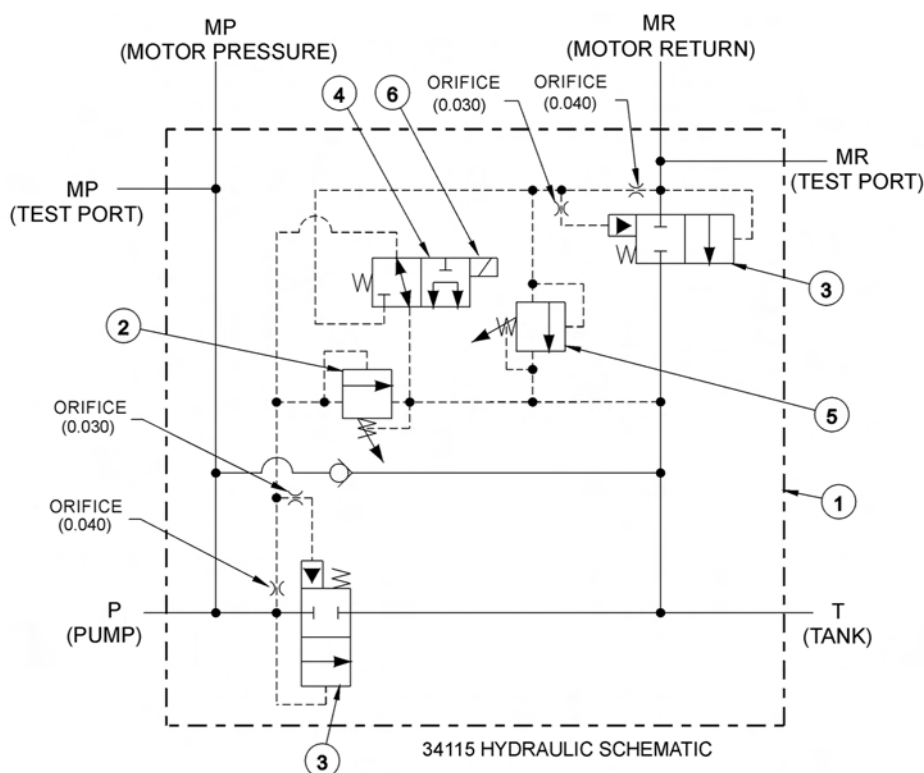 MP
(MOTOR PRESSURE)
MR
(MOTOR RETURN)
ORIFICE
(0.030)
ORIFICE
(0.040)
4
6
MP
(TEST PORT)
MR
(TEST PORT)
3
2
5
ORIFICE
(0.030)
1
ORIFICE
(0.040)
P
(PUMP)
T
(TANK)
3
34115 HYDRAULIC SCHEMATIC